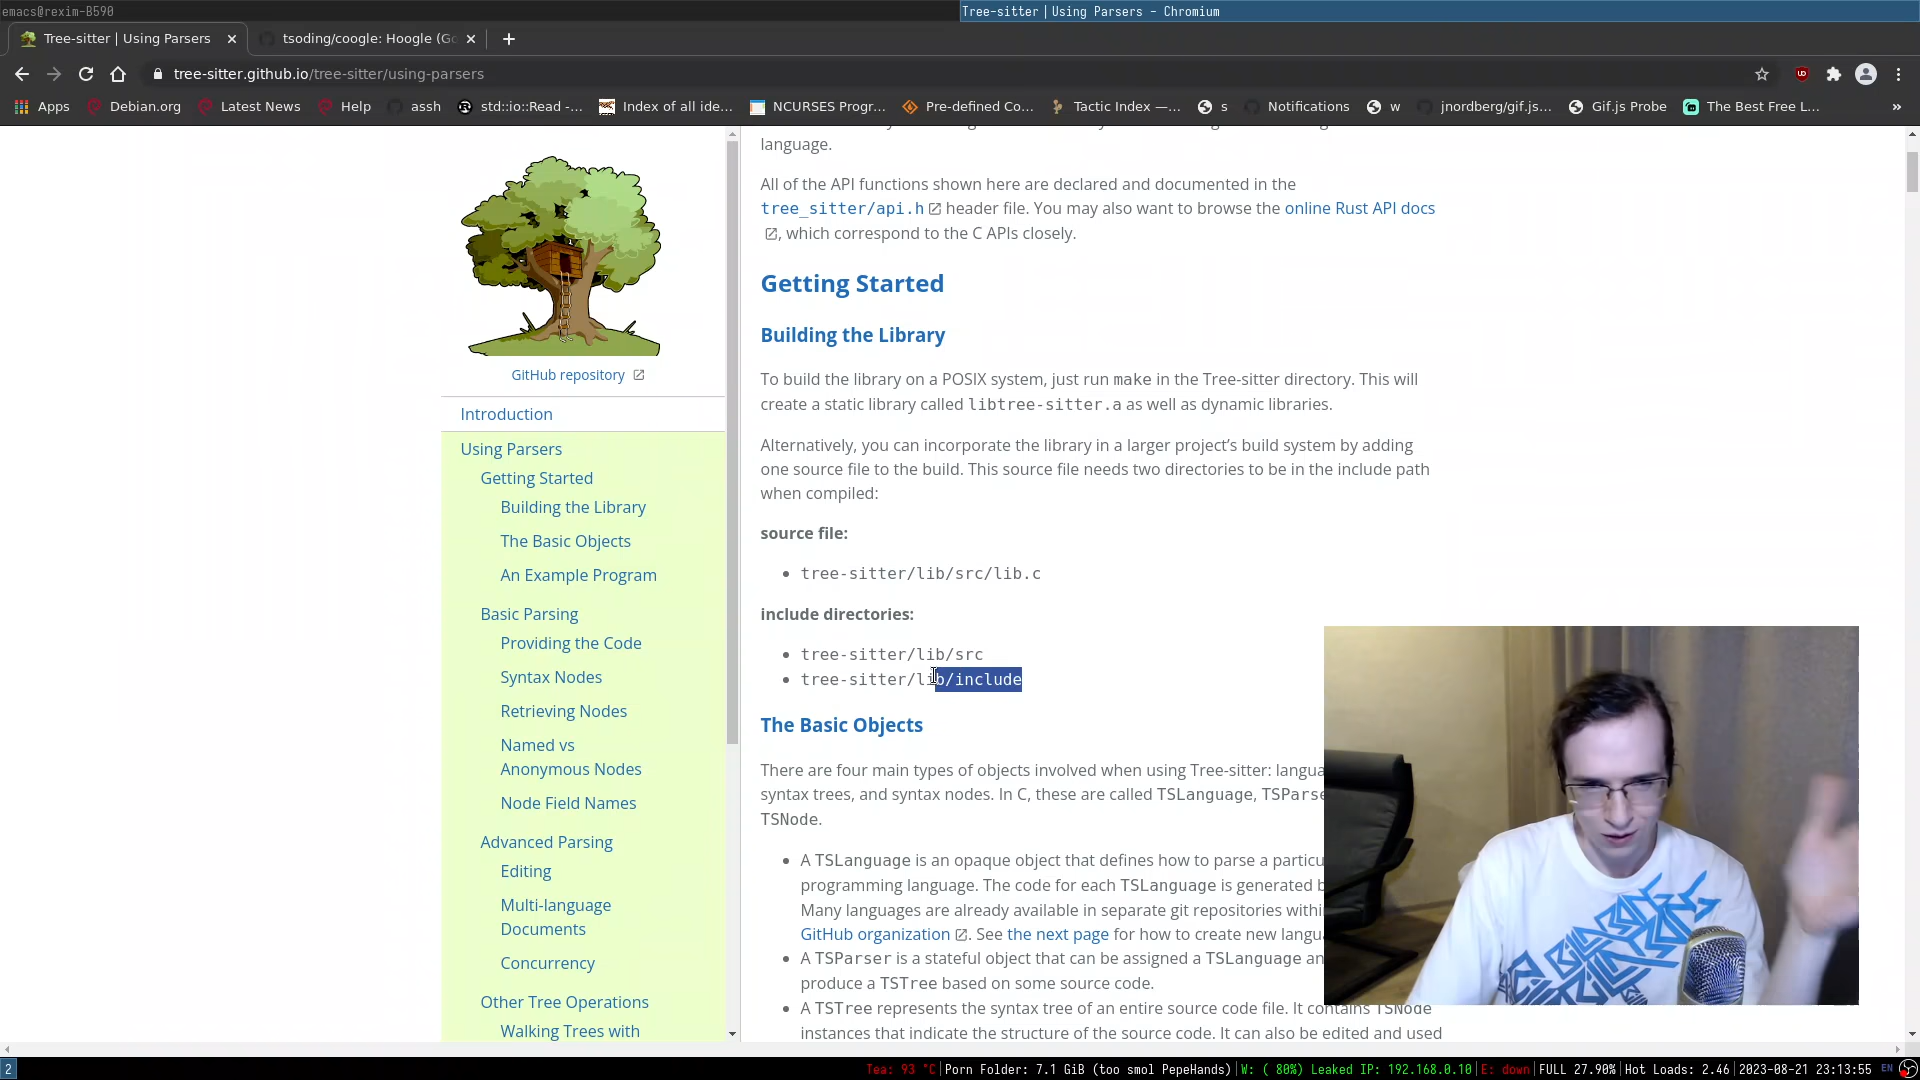 emacs@rexim-B590
Tree-sitter | Using Parsers - Chromium
Tree-sitter | Using Parsers
tsoding/coogle: Hoogle (Go
tree-sitter.github.io/tree-sitter/using-parsers
Apps
Debian.org
Latest News
Help
assh
std::io::Read -...
Index of all ide...
NCURSES Progr...
Pre-defined Co...
Tactic Index —...
s
Notifications
w
jnordberg/gif.js...
Gif.js Probe
The Best Free L...
»
GitHub repository
Introduction
Using Parsers
Getting Started
Building the Library
The Basic Objects
An Example Program
Basic Parsing
Providing the Code
Syntax Nodes
Retrieving Nodes
Named vs
Anonymous Nodes
Node Field Names
Advanced Parsing
Editing
Multi-language
Documents
Concurrency
Other Tree Operations
Walking Trees with
language.
All of the API functions shown here are declared and documented in the
tree_sitter/api.h header file. You may also want to browse the online Rust API docs
, which correspond to the C APIs closely.
Getting Started
Building the Library
To build the library on a POSIX system, just run make in the Tree-sitter directory. This will
create a static library called libtree-sitter.a as well as dynamic libraries.
Alternatively, you can incorporate the library in a larger project’s build system by adding
one source file to the build. This source file needs two directories to be in the include path
when compiled:
source file:
• tree-sitter/lib/src/lib.c
include directories:
• tree-sitter/lib/src
• tree-sitter/lib/include
The Basic Objects
There are four main types of objects involved when using Tree-sitter: langua
syntax trees, and syntax nodes. In C, these are called TSLanguage, TSParse
TSNode.
• A TSLanguage is an opaque object that defines how to parse a particu
programming language. The code for each TSLanguage is generated b
Many languages are already available in separate git repositories withi
GitHub organization . See the next page for how to create new langu
• A TSParser is a stateful object that can be assigned a TSLanguage an
produce a TSTree based on some source code.
• A TSTree represents the syntax tree of an entire source code file. It contains TSNode
instances that indicate the structure of the source code. It can also be edited and used
2
Tea: 93 °C|Porn Folder: 7.1 GiB (too smol PepeHands)|W: ( 80%) Leaked IP: 192.168.0.10|E: down|FULL 27.90%|Hot Loads: 2.46|2023-08-21 23:13:55 EN